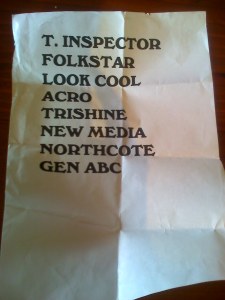 T. INSPECTOR
FOLKSTAR
LOOK COOL
ACRO
TRISHINE
NEW MEDIA
NORTHCOTE
GEN ABC